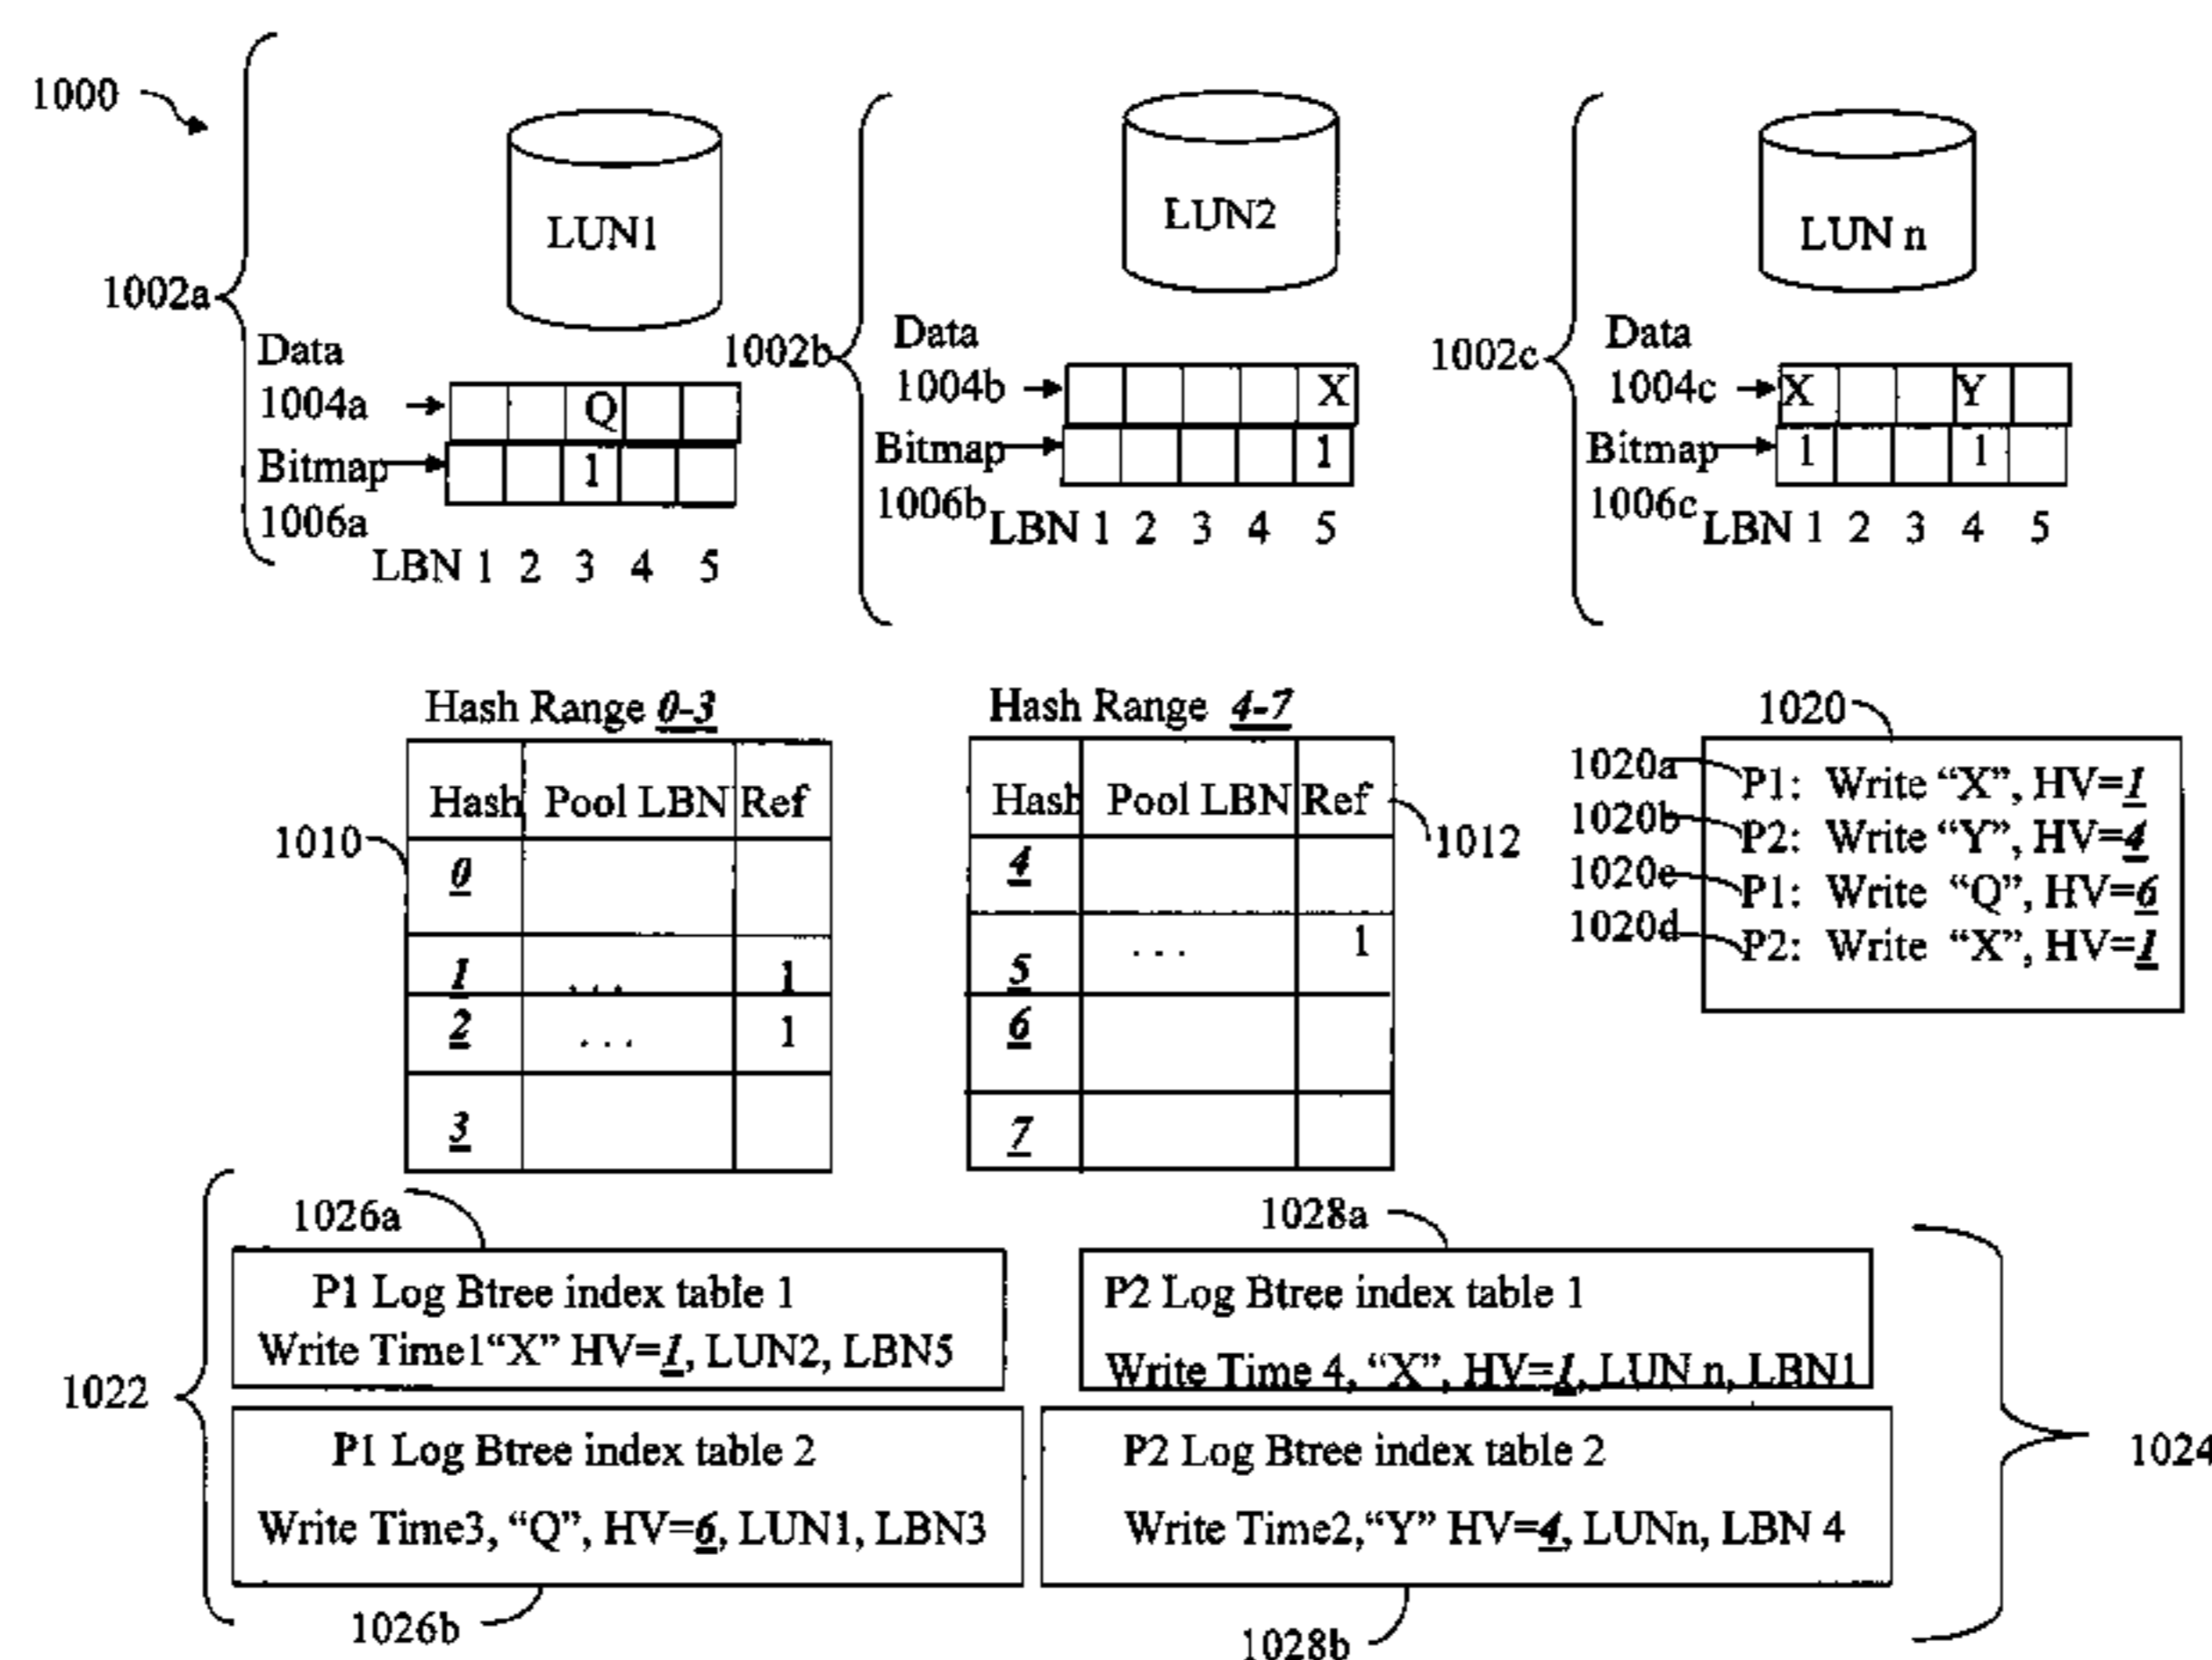 1000
LUN1
LUN2
LUN n
1002a
Data
1004a
Q
Bitmap
1
1006a
LBN 1 2 3 4 5
1002b
Data
1004b
X
Bitmap
1
1006b
LBN 1 2 3 4 5
1002c
Data
1004c
X Y
Bitmap
1 1
1006c
LBN 1 2 3 4 5
Hash Range 0-3
Hash Pool LBN Ref
1010
0
1 ... 1
2 ... 1
3
Hash Range 4-7
Hash Pool LBN Ref
1012
4
5 ... 1
6
7
1020
1020a P1: Write “X”, HV=1
1020b P2: Write “Y”, HV=4
1020c P1: Write “Q”, HV=6
1020d P2: Write “X”, HV=1
1022
1026a
P1 Log Btree index table 1
Write Time1“X” HV=1, LUN2, LBN5
P1 Log Btree index table 2
Write Time3, “Q”, HV=6, LUN1, LBN3
1026b
1028a
P2 Log Btree index table 1
Write Time 4, “X”, HV=1, LUN n, LBN1
P2 Log Btree index table 2
Write Time2,“Y” HV=4, LUNn, LBN 4
1028b
1024